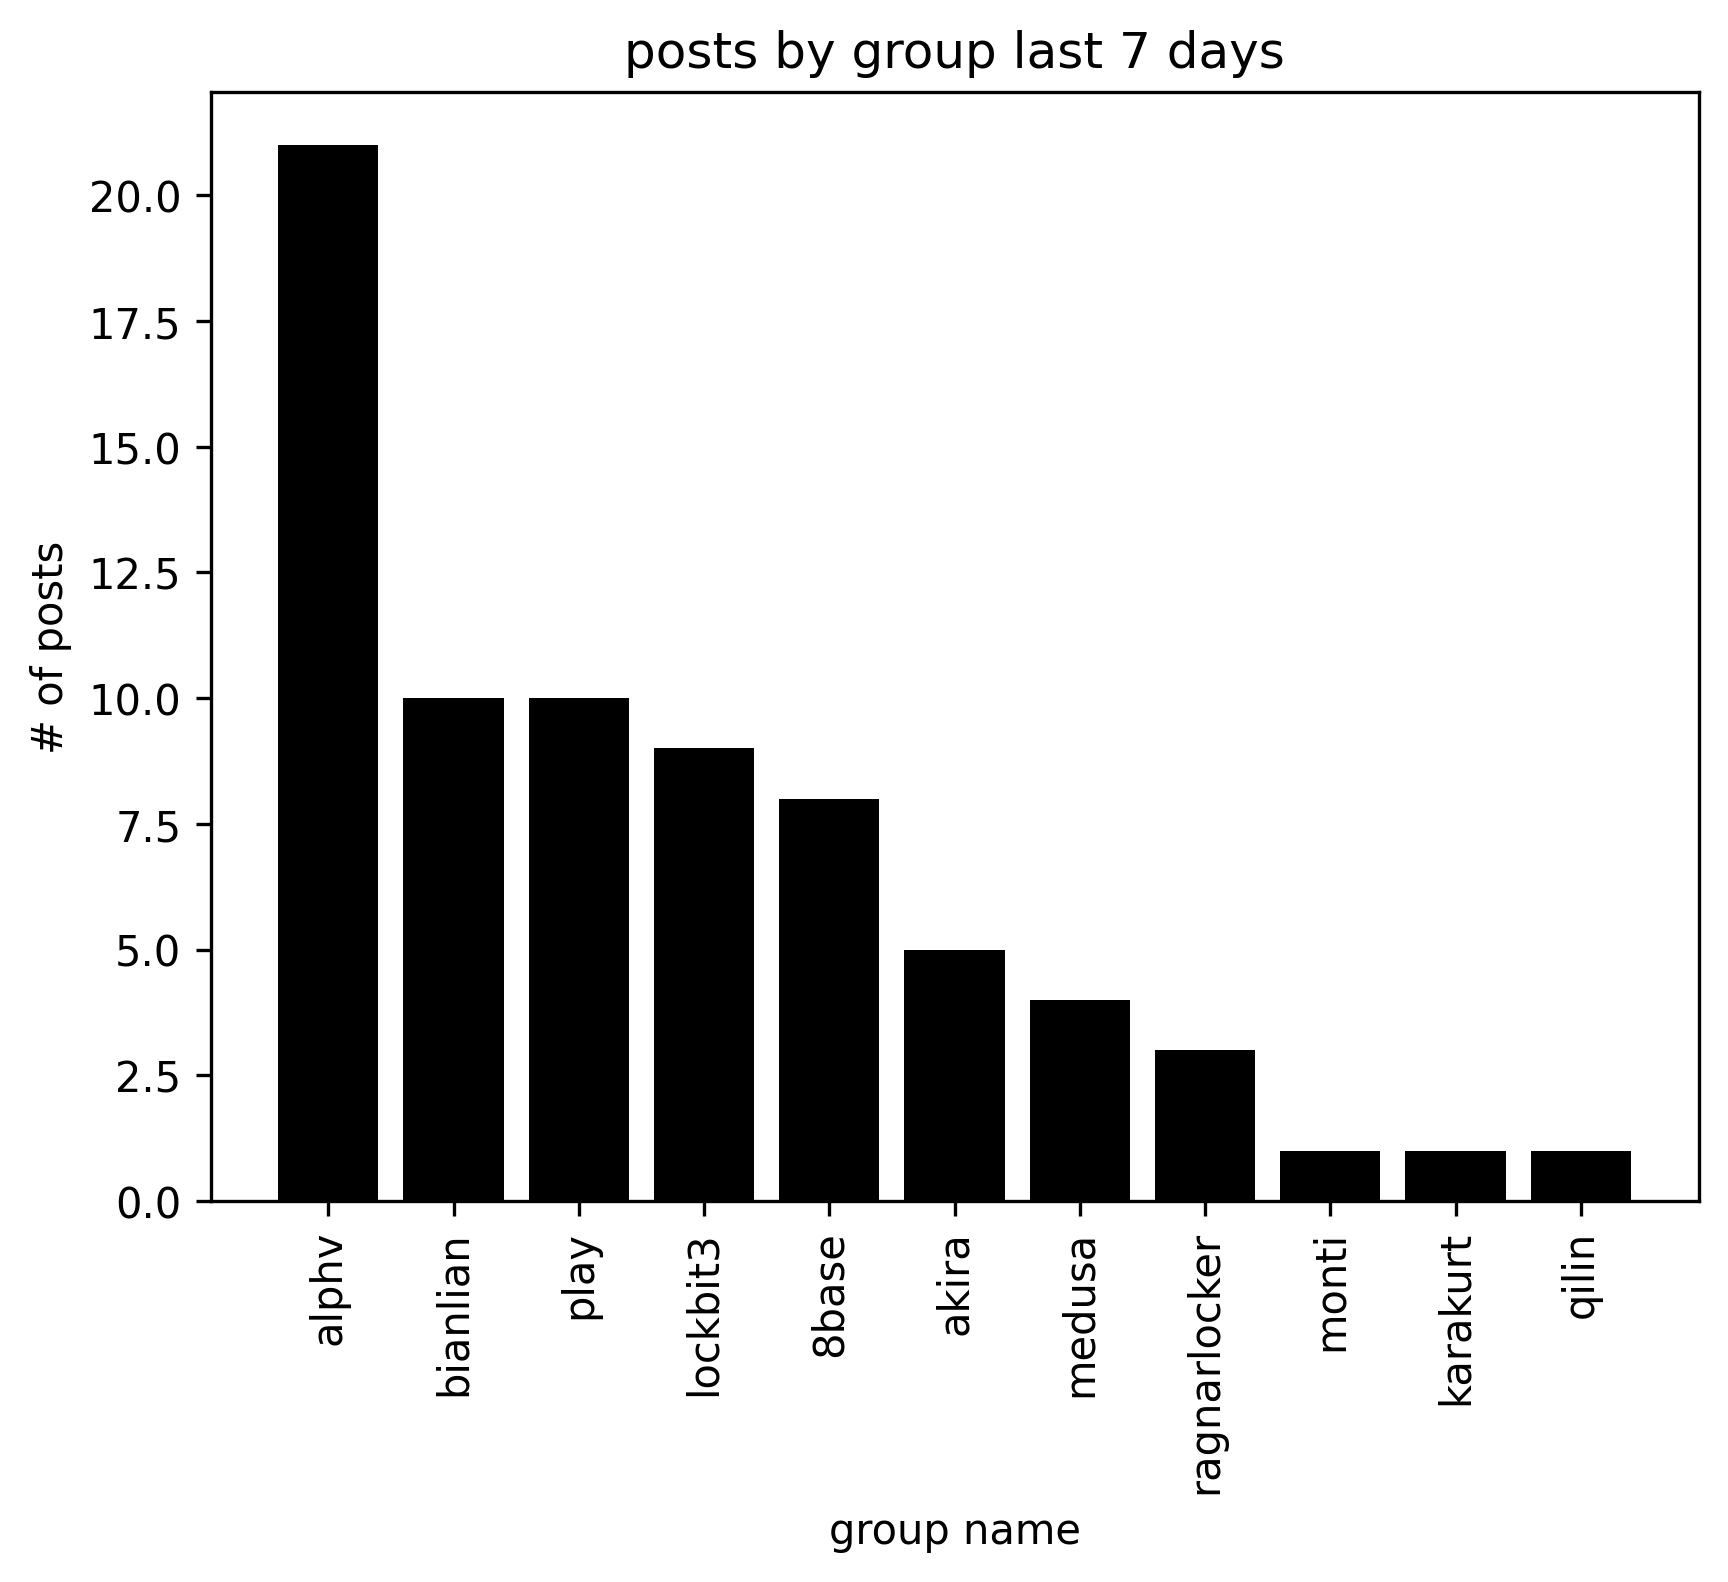 posts by group last 7 days
# of posts
20.0
17.5
15.0
12.5
10.0
7.5
5.0
2.5
0.0
alphv
bianlian
play
lockbit3
8base
akira
medusa
ragnarlocker
monti
karakurt
qilin
group name